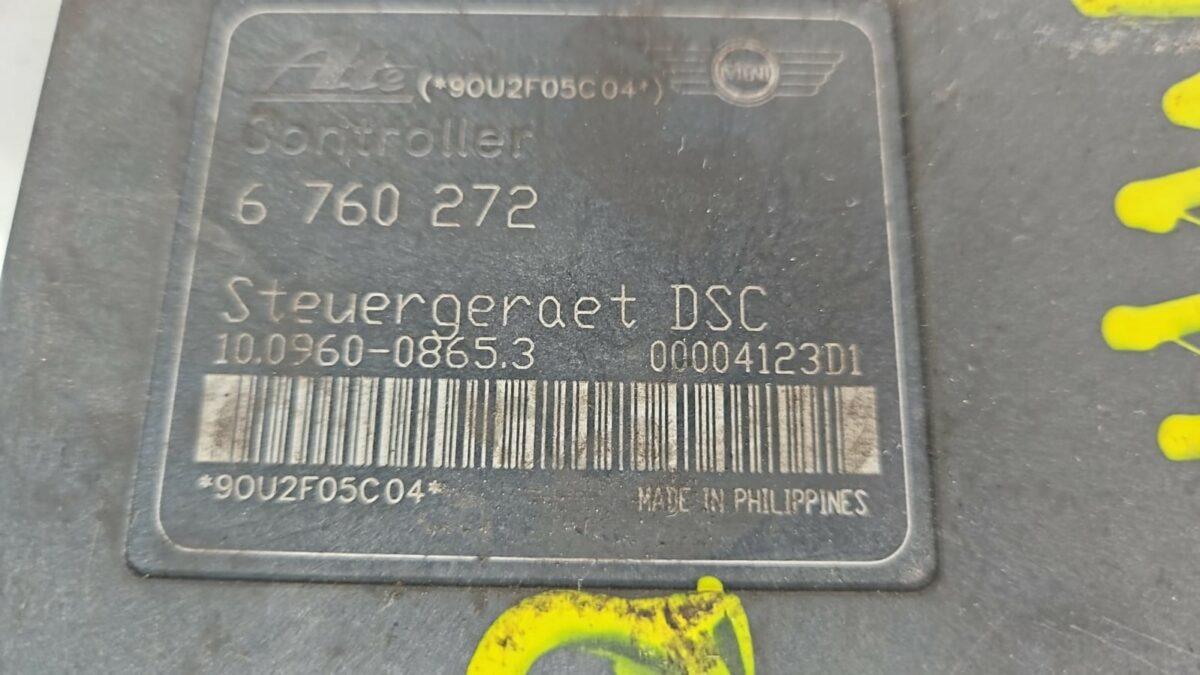 Ate (*90U2F05C04*) MINI
Controller
6 760 272
Steuergeraet DSC
10.0960-0865.3 00004123D1
*90U2F05C04* MADE IN PHILIPPINES